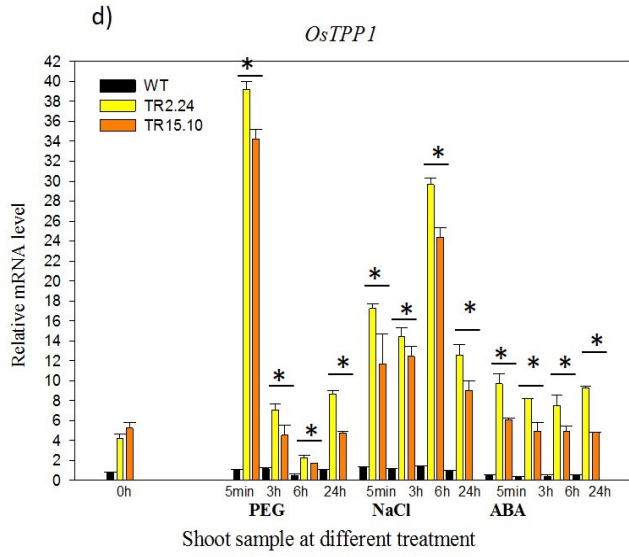 d)
OsTPP1
42
40
38
36
34
32
30
28
26
24
22
20
18
16
14
12
10
8
6
4
2
0
Relative mRNA level
WT
TR2.24
TR15.10
* * * * * * * * * * * *
0h 5min 3h 6h 24h 5min 3h 6h 24h 5min 3h 6h 24h
PEG NaCl ABA
Shoot sample at different treatment